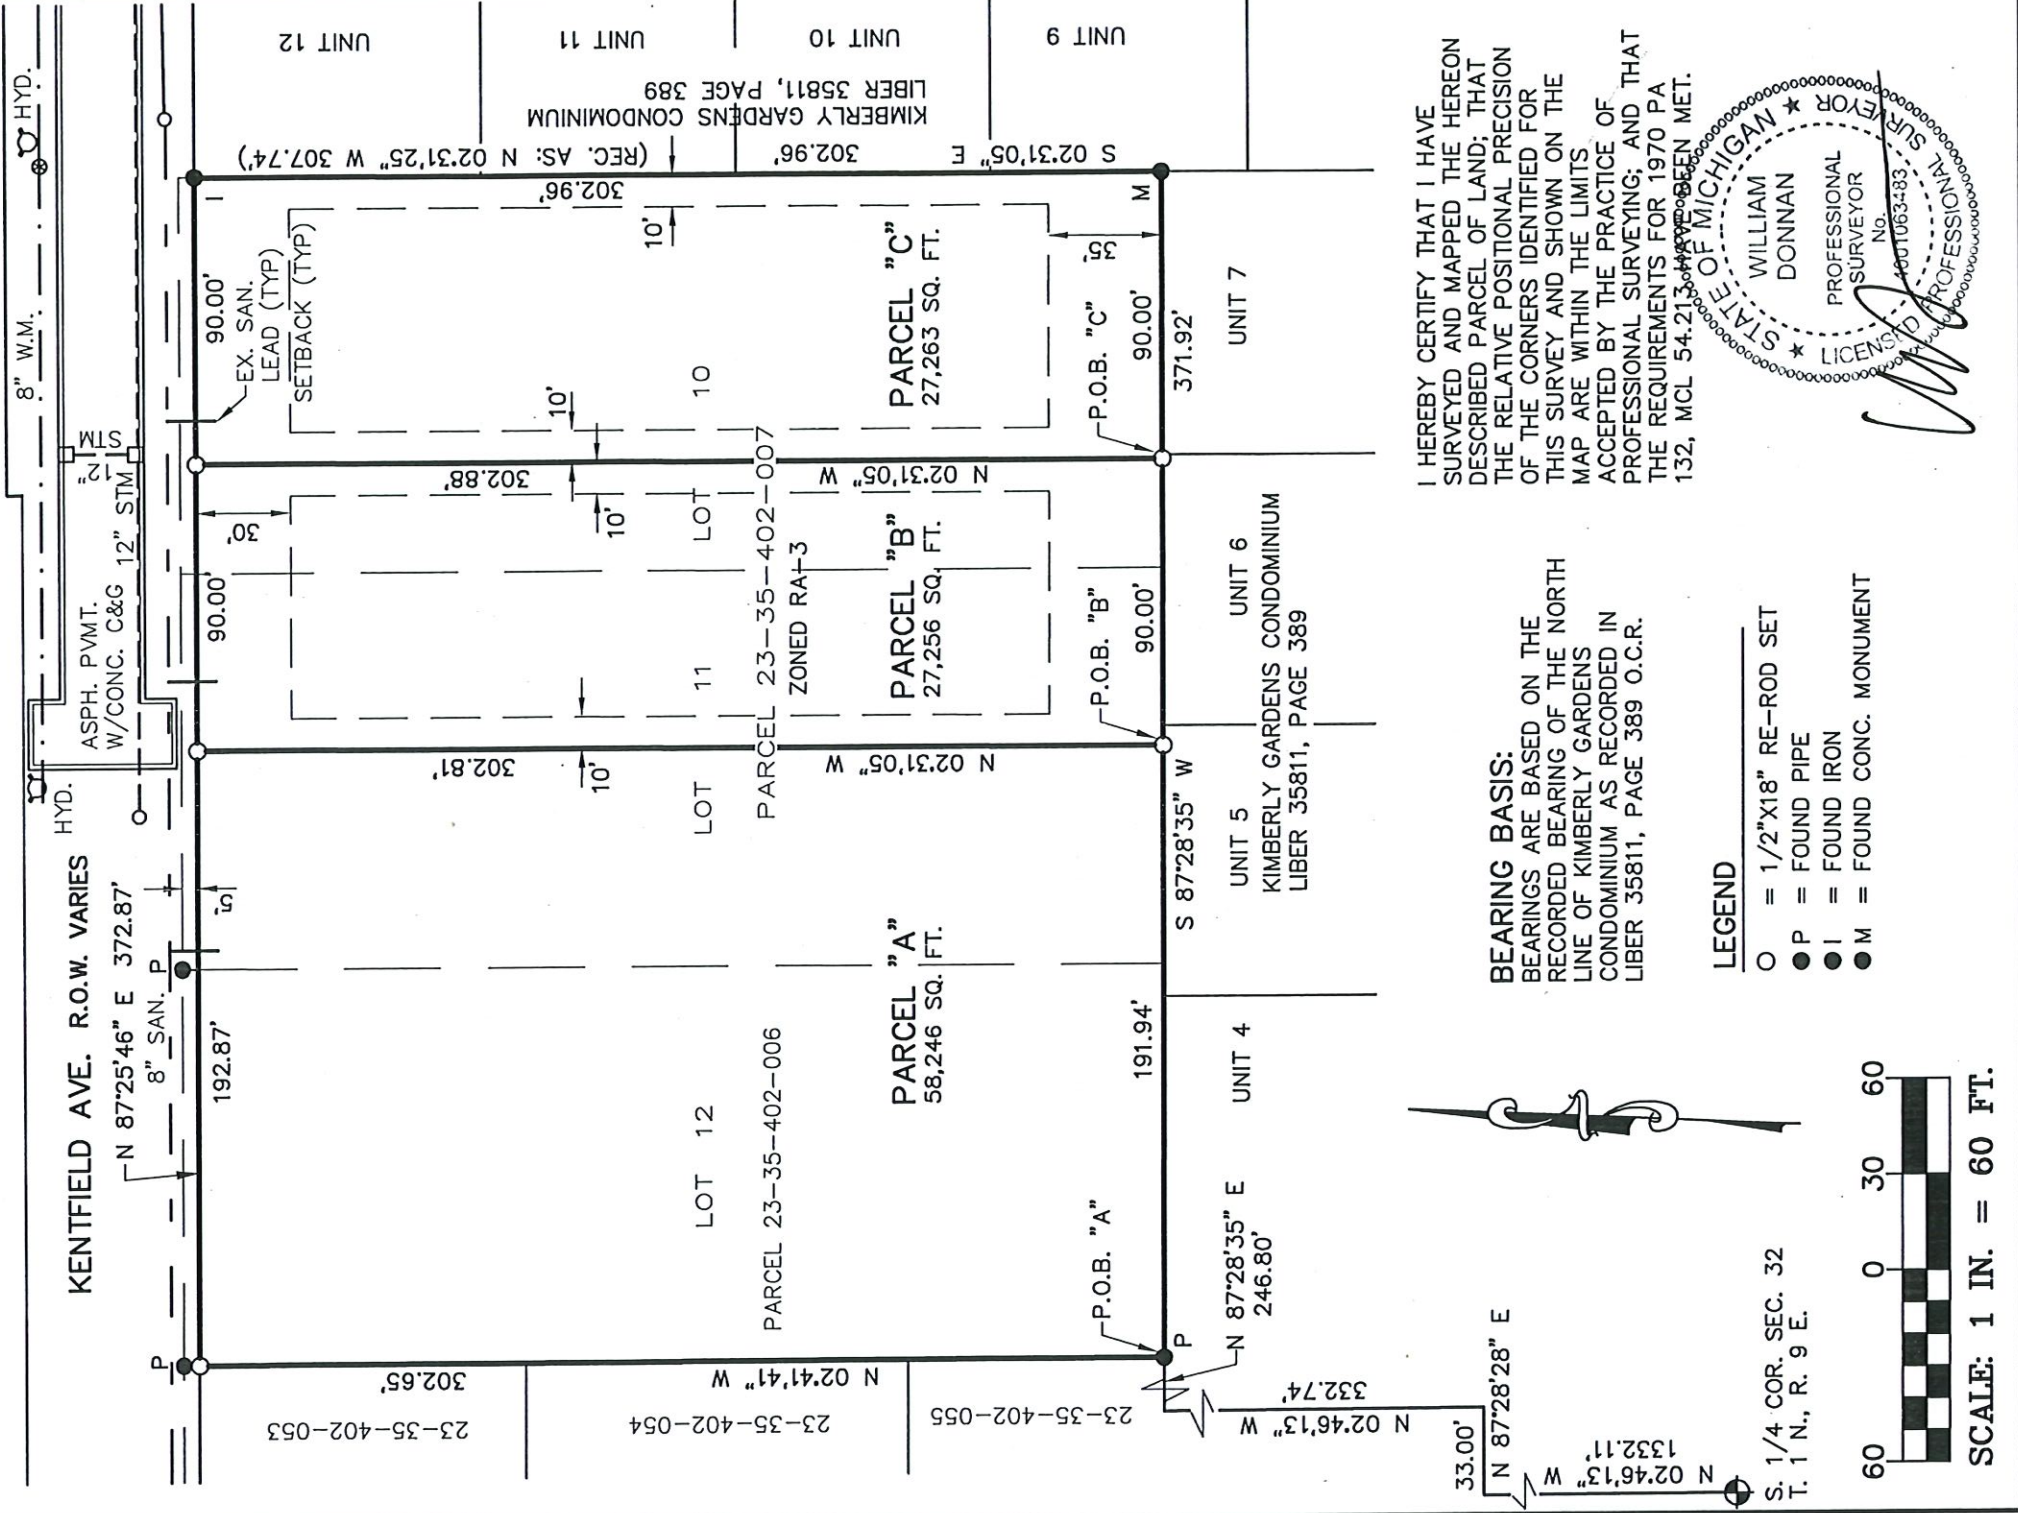 KENTFIELD AVE. R.O.W. VARIES
N 87°25'46" E 372.87'
8" SAN.
P
P
192.87'
5'
HYD.
ASPH. PVMT.
W/CONC. C&G
12" STM
12"
STM
8" W.M.
HYD.
90.00'
90.00'
30'
EX. SAN.
LEAD (TYP)
SETBACK (TYP)
I
UNIT 12
UNIT 11
UNIT 10
UNIT 9
KIMBERLY GARDENS CONDOMINIUM
LIBER 35811, PAGE 389
(REC. AS: N 02°31'25" W 307.74')
S 02°31'05" E 302.96'
302.96'
10'
10'
10'
10'
35'
M
302.88'
N 02°31'05" W
302.81'
N 02°31'05" W
302.65'
N 02°41'41" W
23-35-402-053
23-35-402-054
23-35-402-055
LOT 12
LOT 11
LOT 10
PARCEL 23-35-402-006
PARCEL 23-35-402-007
ZONED RA-3
PARCEL "A"
58,246 SQ. FT.
PARCEL "B"
27,256 SQ. FT.
PARCEL "C"
27,263 SQ. FT.
P.O.B. "A"
P.O.B. "B"
P.O.B. "C"
P
191.94'
90.00'
90.00'
S 87°28'35" W
371.92'
UNIT 4
UNIT 5
UNIT 6
UNIT 7
KIMBERLY GARDENS CONDOMINIUM
LIBER 35811, PAGE 389
N 87°28'35" E
246.80'
332.74'
N 02°46'13" W
33.00'
N 87°28'28" E
N 02°46'13" W
1332.11'
S. 1/4 COR. SEC. 32
T. 1 N., R. 9 E.
60 0 30 60
SCALE: 1 IN. = 60 FT.
BEARING BASIS:
BEARINGS ARE BASED ON THE
RECORDED BEARING OF THE NORTH
LINE OF KIMBERLY GARDENS
CONDOMINIUM AS RECORDED IN
LIBER 35811, PAGE 389 O.C.R.
LEGEND
= 1/2"X18" RE-ROD SET
P = FOUND PIPE
I = FOUND IRON
M = FOUND CONC. MONUMENT
I HEREBY CERTIFY THAT I HAVE
SURVEYED AND MAPPED THE HEREON
DESCRIBED PARCEL OF LAND; THAT
THE RELATIVE POSITIONAL PRECISION
OF THE CORNERS IDENTIFIED FOR
THIS SURVEY AND SHOWN ON THE
MAP ARE WITHIN THE LIMITS
ACCEPTED BY THE PRACTICE OF
PROFESSIONAL SURVEYING; AND THAT
THE REQUIREMENTS FOR 1970 PA
132, MCL 54.213 HAVE BEEN MET.
STATE OF MICHIGAN
WILLIAM
DONNAN
PROFESSIONAL
SURVEYOR
No.
4001063483
LICENSED PROFESSIONAL SURVEYOR